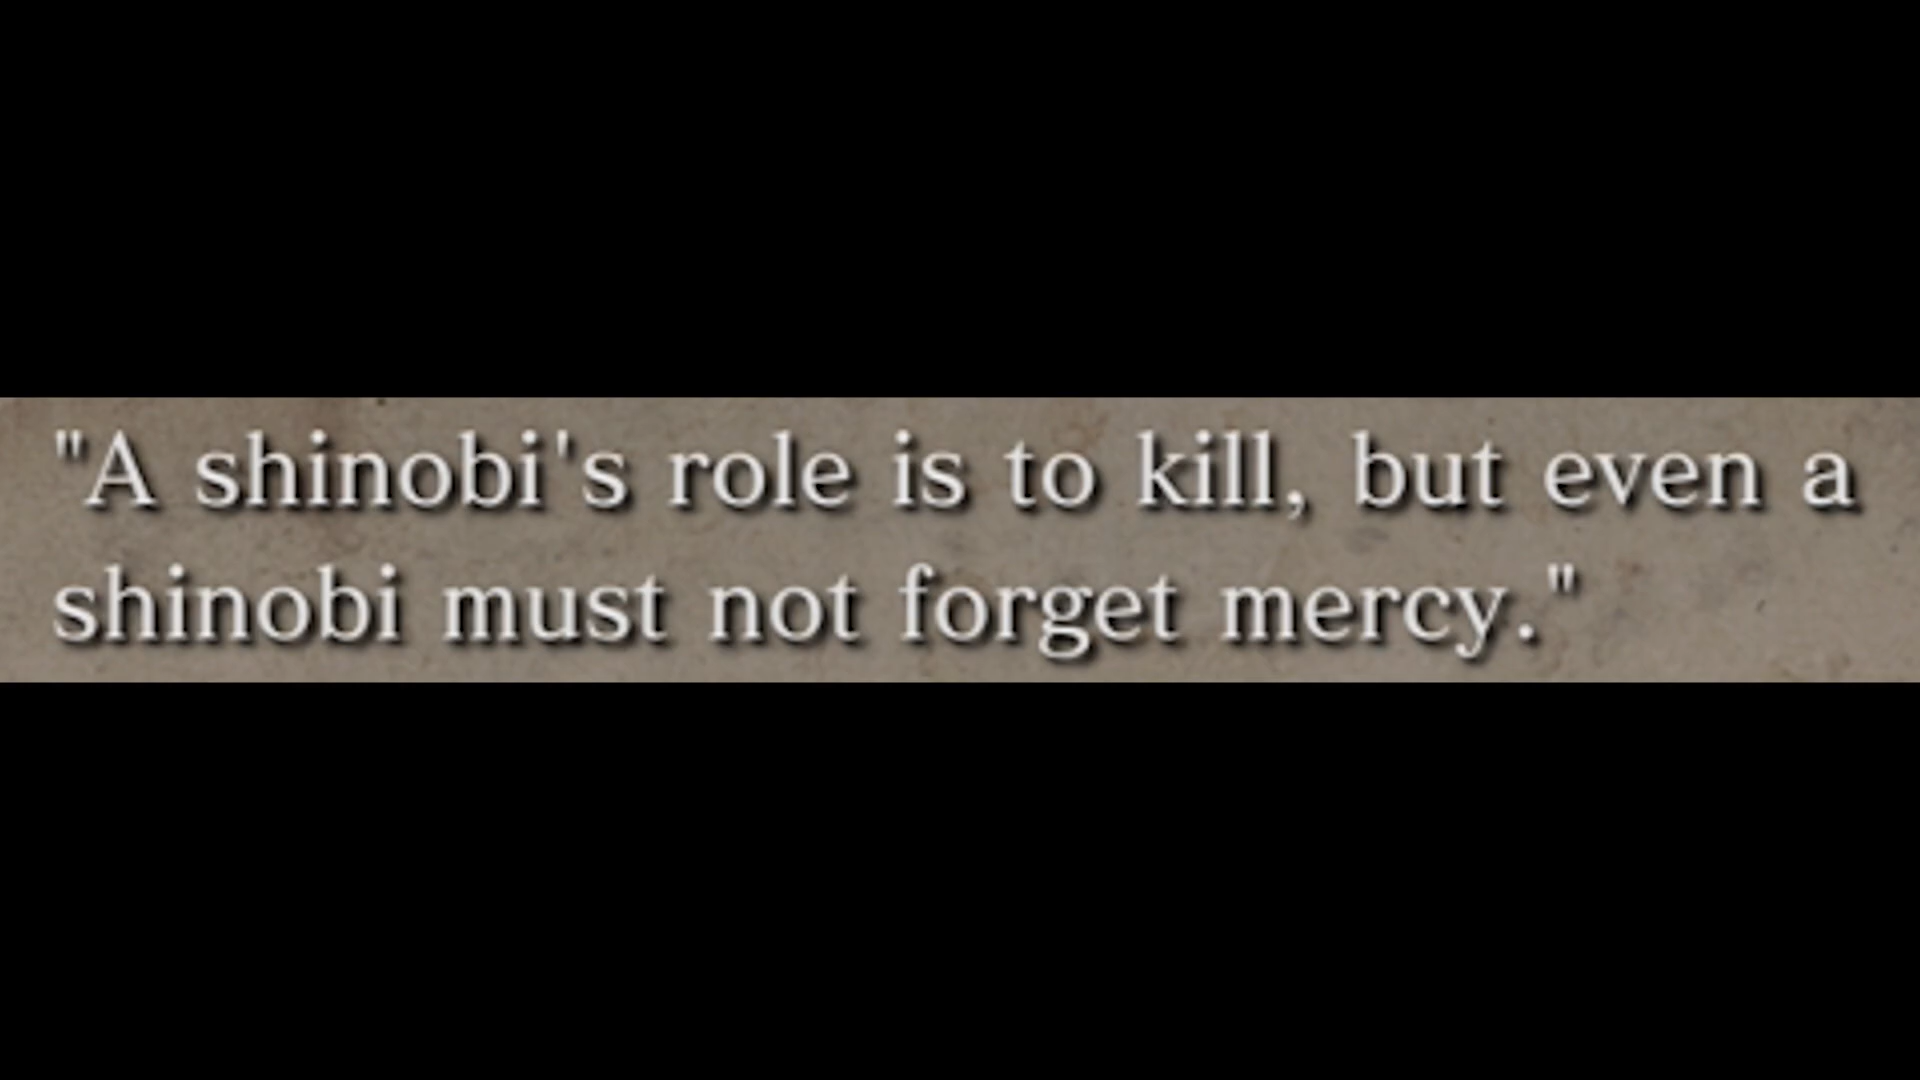 "A shinobi's role is to kill, but even a
shinobi must not forget mercy."